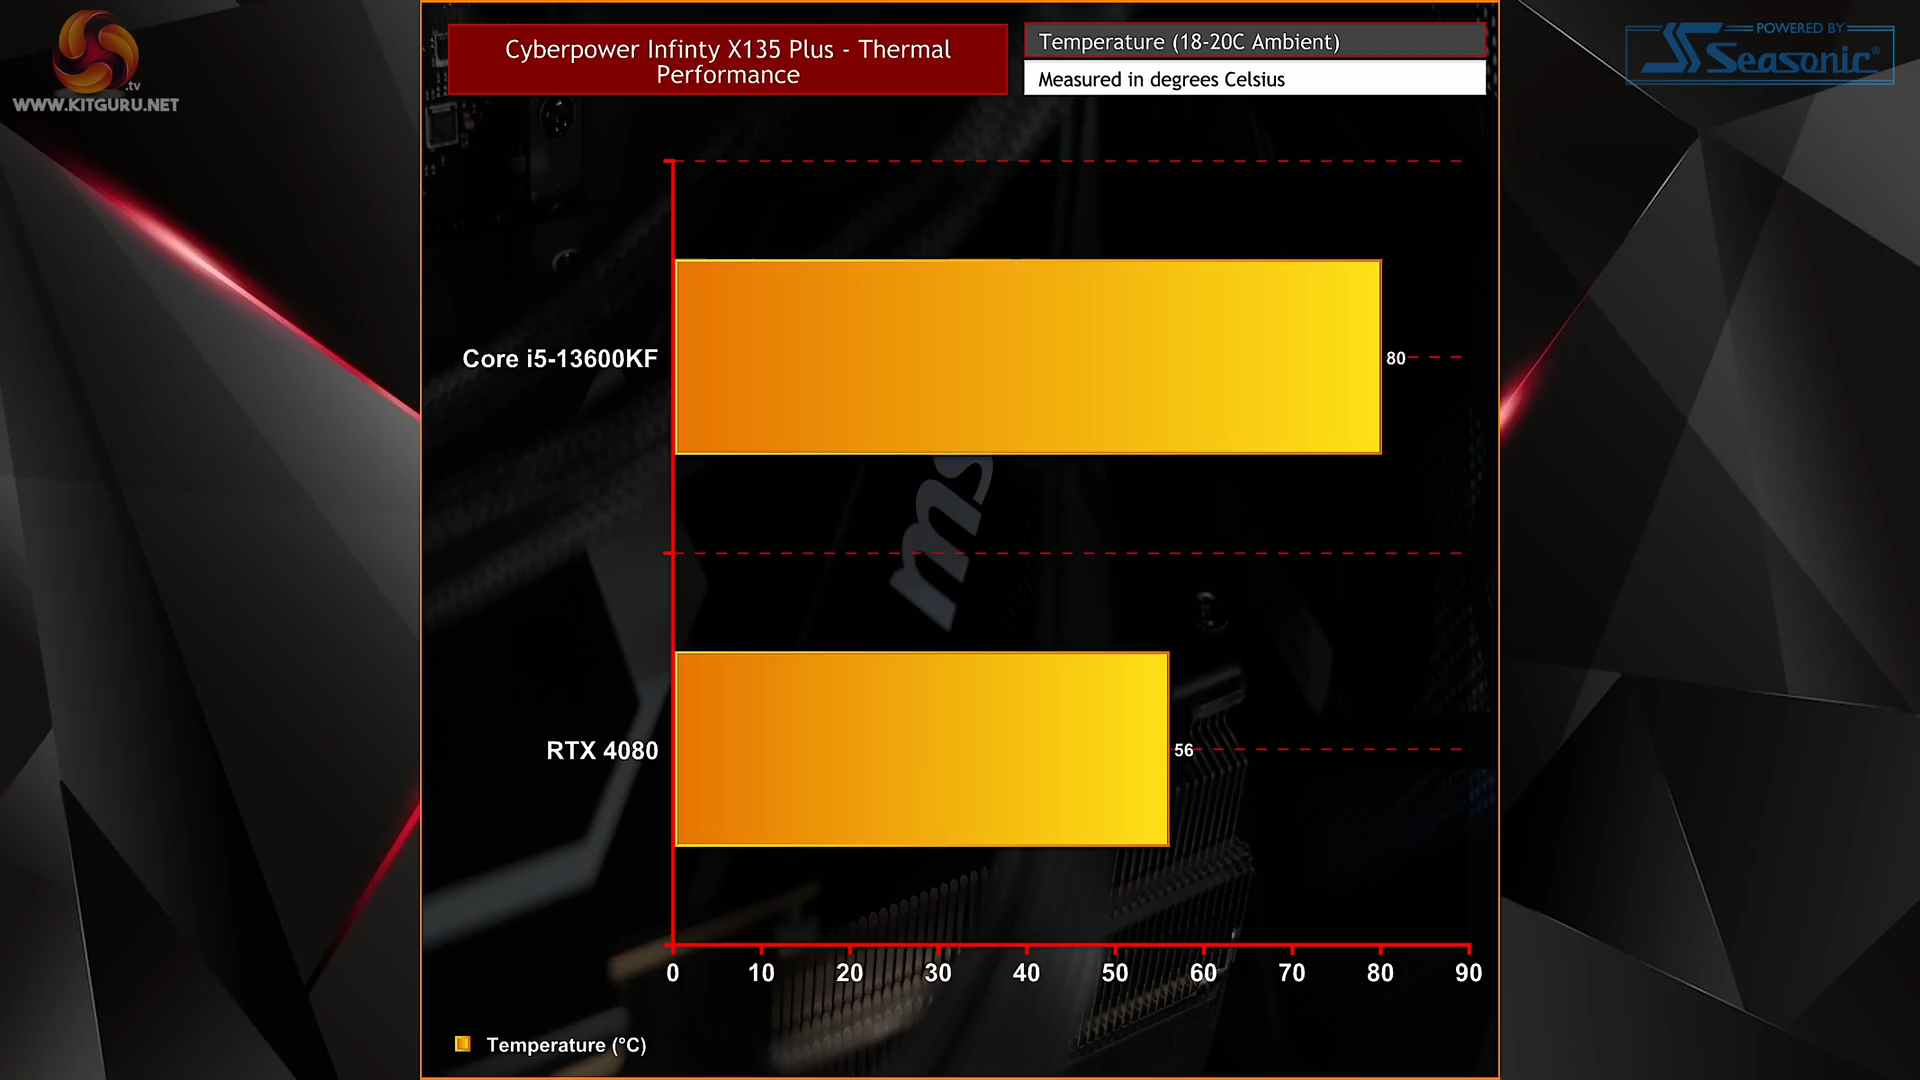 .tv
WWW.KITGURU.NET
Cyberpower Infinty X135 Plus - Thermal
Performance
Temperature (18-20C Ambient)
Measured in degrees Celsius
POWERED BY
Seasonic®
Core i5-13600KF
80
ms
RTX 4080
56
0 10 20 30 40 50 60 70 80 90
Temperature (°C)